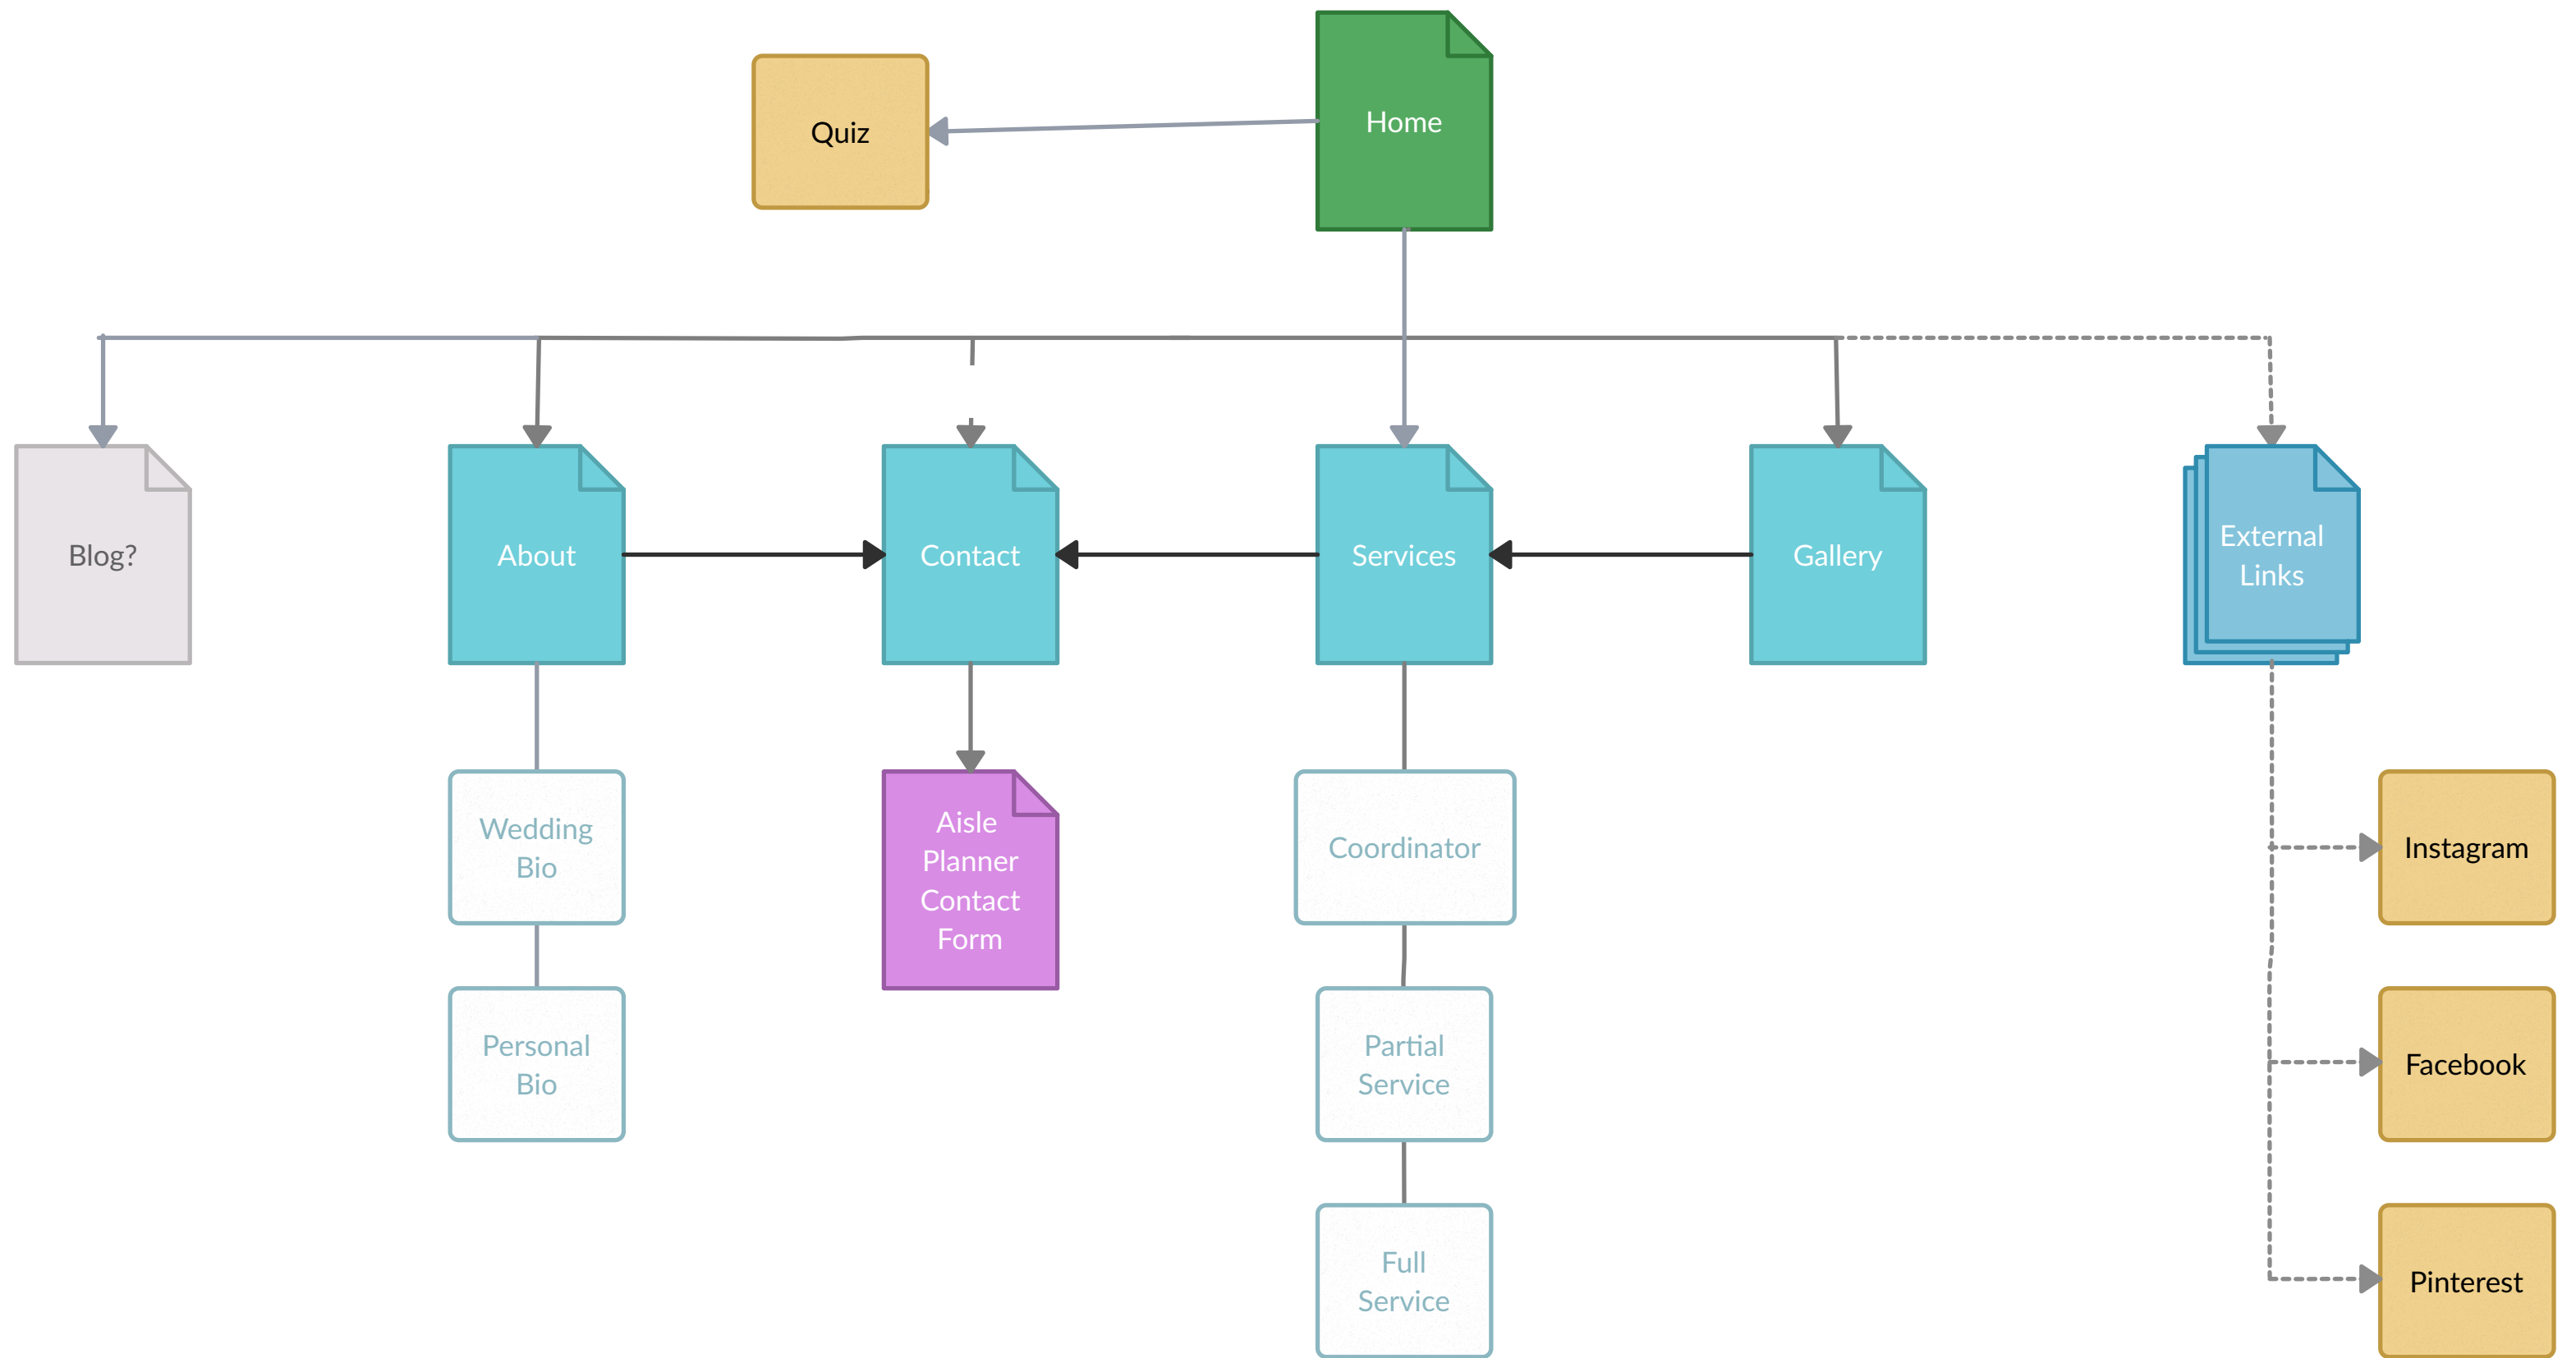 Home
Quiz
Blog?
About
Contact
Services
Gallery
External
Links
Wedding
Bio
Aisle
Planner
Contact
Form
Coordinator
Instagram
Personal
Bio
Partial
Service
Facebook
Full
Service
Pinterest